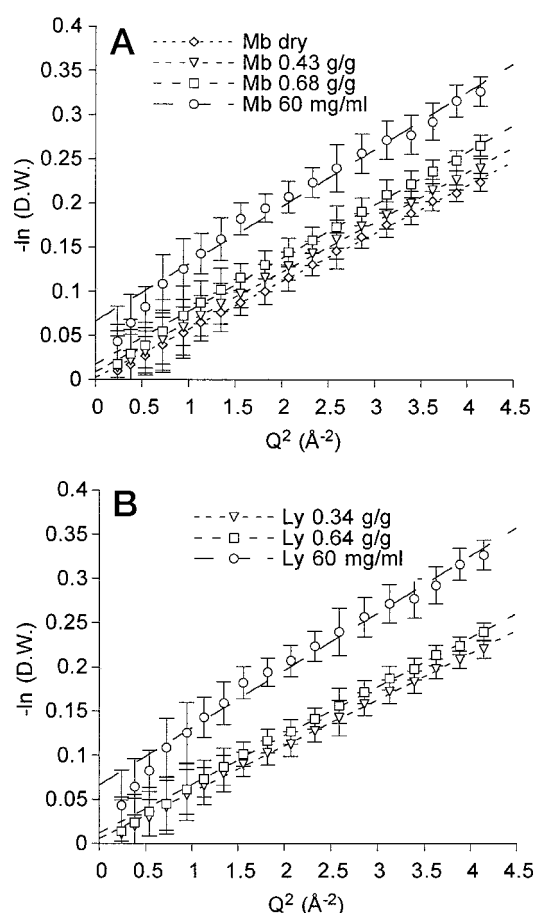 A
Mb dry
Mb 0.43 g/g
Mb 0.68 g/g
Mb 60 mg/ml
0.4
0.35
0.3
0.25
0.2
0.15
0.1
0.05
0
-ln (D.W.)
0 0.5 1 1.5 2 2.5 3 3.5 4 4.5
Q² (Å⁻²)
B
Ly 0.34 g/g
Ly 0.64 g/g
Ly 60 mg/ml
0.4
0.35
0.3
0.25
0.2
0.15
0.1
0.05
0
-ln (D.W.)
0 0.5 1 1.5 2 2.5 3 3.5 4 4.5
Q² (Å⁻²)